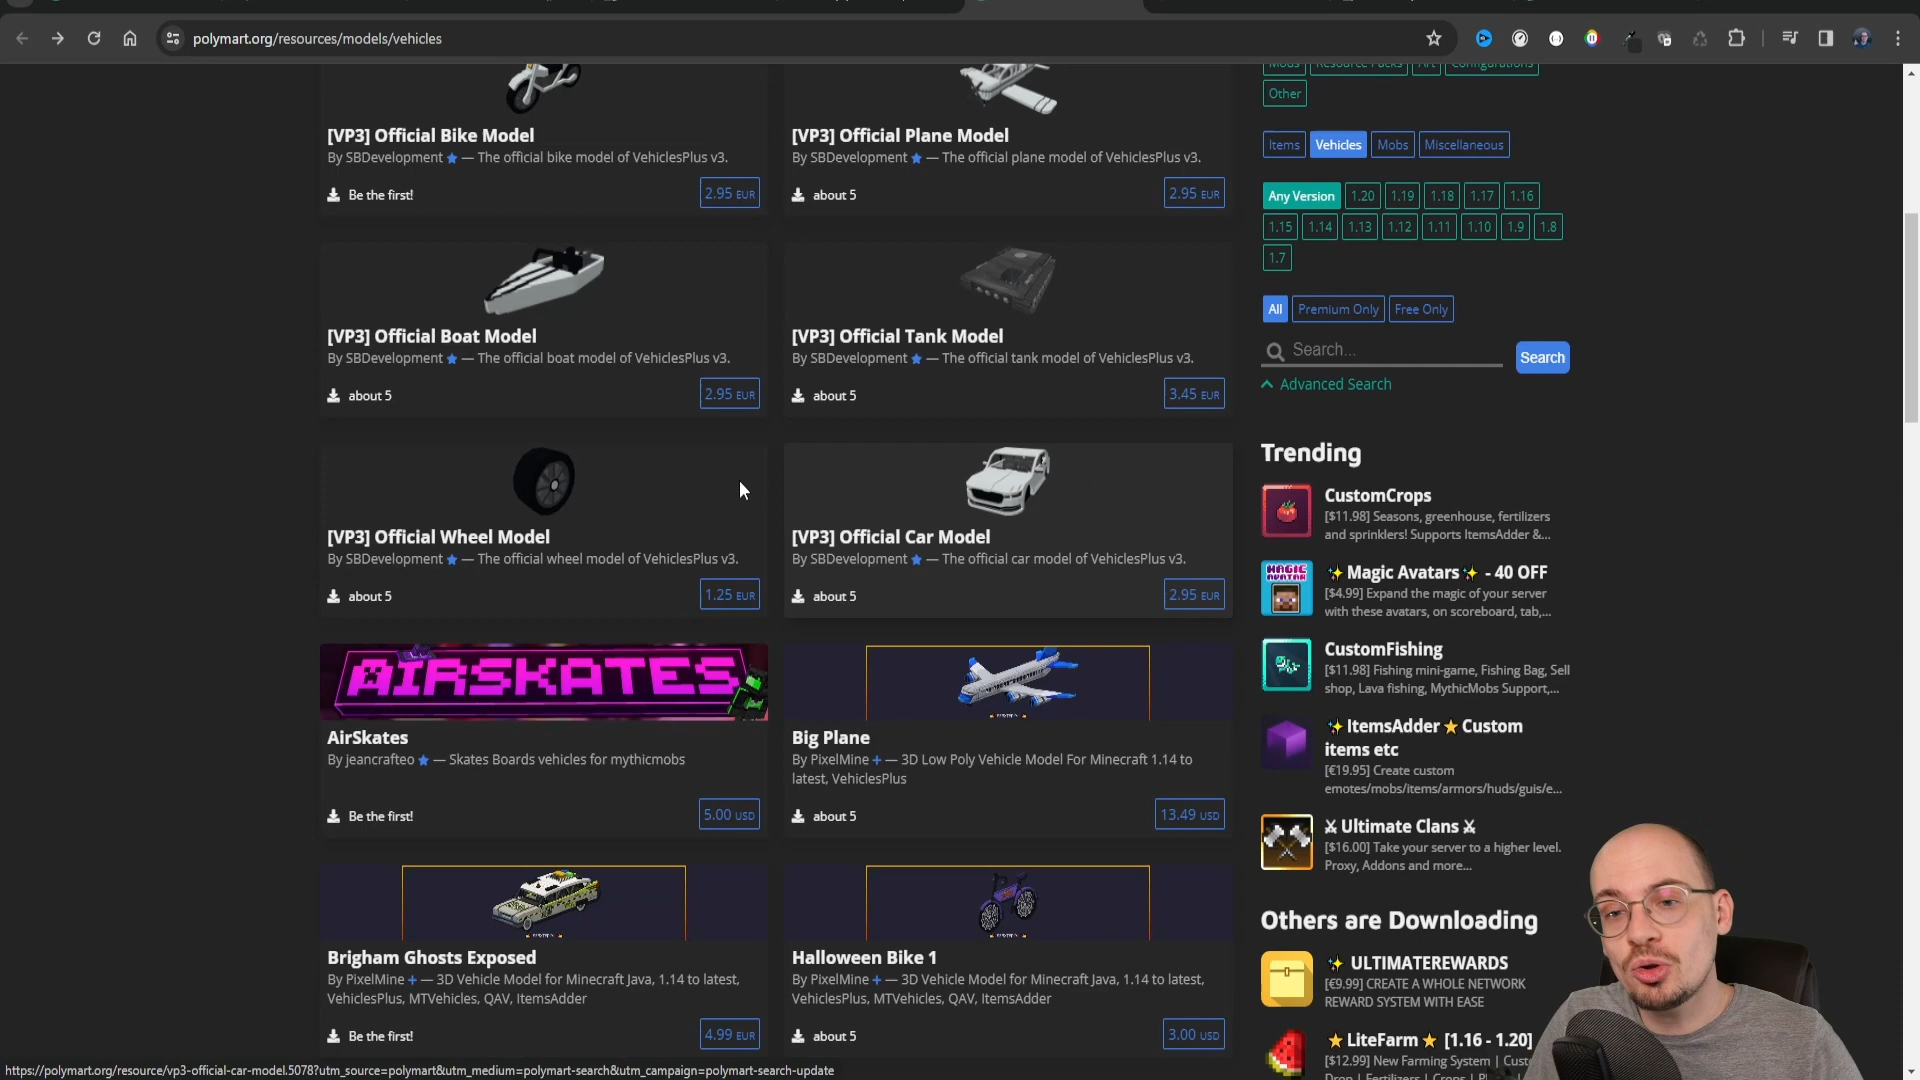 polymart.org/resources/models/vehicles
Mods Resource Packs Art Configurations
Other
Items Vehicles Mobs Miscellaneous
Any Version 1.20 1.19 1.18 1.17 1.16
1.15 1.14 1.13 1.12 1.11 1.10 1.9 1.8
1.7
All Premium Only Free Only
Search... Search
Advanced Search
[VP3] Official Bike Model
By SBDevelopment — The official bike model of VehiclesPlus v3.
Be the first! 2.95 EUR
[VP3] Official Plane Model
By SBDevelopment — The official plane model of VehiclesPlus v3.
about 5 2.95 EUR
[VP3] Official Boat Model
By SBDevelopment — The official boat model of VehiclesPlus v3.
about 5 2.95 EUR
[VP3] Official Tank Model
By SBDevelopment — The official tank model of VehiclesPlus v3.
about 5 3.45 EUR
[VP3] Official Wheel Model
By SBDevelopment — The official wheel model of VehiclesPlus v3.
about 5 1.25 EUR
[VP3] Official Car Model
By SBDevelopment — The official car model of VehiclesPlus v3.
about 5 2.95 EUR
AIRSKATES
AirSkates
By jeancrafteo — Skates Boards vehicles for mythicmobs
Be the first! 5.00 USD
Big Plane
By PixelMine + — 3D Low Poly Vehicle Model For Minecraft 1.14 to
latest, VehiclesPlus
about 5 13.49 USD
Brigham Ghosts Exposed
By PixelMine + — 3D Vehicle Model for Minecraft Java, 1.14 to latest,
VehiclesPlus, MTVehicles, QAV, ItemsAdder
Be the first! 4.99 EUR
Halloween Bike 1
By PixelMine + — 3D Vehicle Model for Minecraft Java, 1.14 to latest,
VehiclesPlus, MTVehicles, QAV, ItemsAdder
about 5 3.00 USD
Trending
CustomCrops
[$11.98] Seasons, greenhouse, fertilizers
and sprinklers! Supports ItemsAdder &...
MAGIC
AVATAR
✨ Magic Avatars ✨ - 40 OFF
[$4.99] Expand the magic of your server
with these avatars, on scoreboard, tab,...
CustomFishing
[$11.98] Fishing mini-game, Fishing Bag, Sell
shop, Lava fishing, MythicMobs Support,...
✨ ItemsAdder ⭐ Custom
items etc
[€19.95] Create custom
emotes/mobs/items/armors/huds/guis/e...
⚔ Ultimate Clans ⚔
[$16.00] Take your server to a higher level.
Proxy, Addons and more...
Others are Downloading
✨ ULTIMATEREWARDS
[€9.99] CREATE A WHOLE NETWORK
REWARD SYSTEM WITH EASE
⭐ LiteFarm ⭐ [1.16 - 1.20]
[$12.99] New Farming System |
Drop | Fertilizers | Crops |
https://polymart.org/resource/vp3-official-car-model.5078?utm_source=polymart&utm_medium=polymart-search&utm_campaign=polymart-search-update